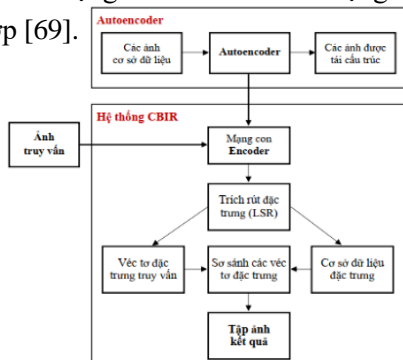 ợp [69].
Autoencoder
Các ảnh
cơ sở dữ liệu
Autoencoder
Các ảnh được
tái cấu trúc
Hệ thống CBIR
Ảnh
truy vấn
Mạng con
Encoder
Trích rút đặc
trưng (LSR)
Véc tơ đặc
trưng truy vấn
So sánh các véc
tơ đặc trưng
Cơ sở dữ liệu
đặc trưng
Tập ảnh
kết quả